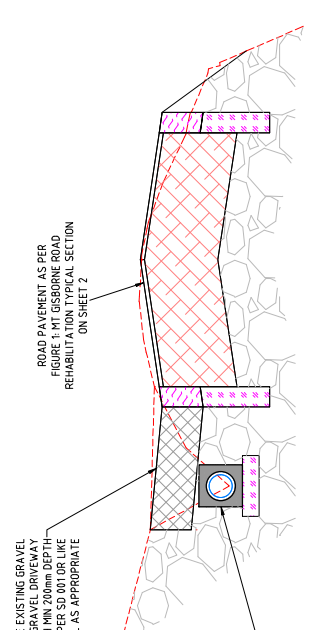 ROAD PAVEMENT AS PER
FIGURE 1: MT GISBORNE ROAD
REHABILITATION TYPICAL SECTION
ON SHEET 2
EXISTING GRAVEL
GRAVEL DRIVEWAY
MIN 200mm DEPTH
PER SD 001 OR LIKE
AS APPROPRIATE